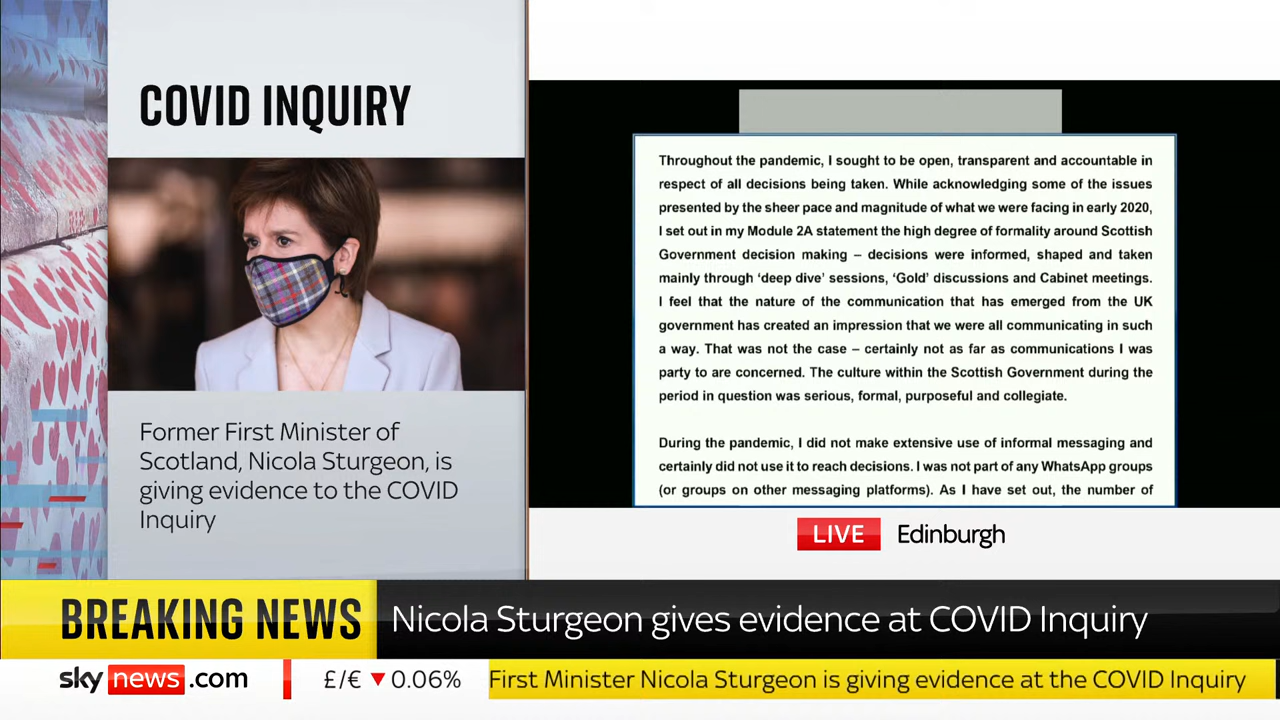 COVID INQUIRY
Former First Minister of
Scotland, Nicola Sturgeon, is
giving evidence to the COVID
Inquiry
Throughout the pandemic, I sought to be open, transparent and accountable in
respect of all decisions being taken. While acknowledging some of the issues
presented by the sheer pace and magnitude of what we were facing in early 2020,
I set out in my Module 2A statement the high degree of formality around Scottish
Government decision making – decisions were informed, shaped and taken
mainly through ‘deep dive’ sessions, ‘Gold’ discussions and Cabinet meetings.
I feel that the nature of the communication that has emerged from the UK
government has created an impression that we were all communicating in such
a way. That was not the case – certainly not as far as communications I was
party to are concerned. The culture within the Scottish Government during the
period in question was serious, formal, purposeful and collegiate.
During the pandemic, I did not make extensive use of informal messaging and
certainly did not use it to reach decisions. I was not part of any WhatsApp groups
(or groups on other messaging platforms). As I have set out, the number of
LIVE Edinburgh
BREAKING NEWS Nicola Sturgeon gives evidence at COVID Inquiry
sky news.com £/€ ▼0.06% First Minister Nicola Sturgeon is giving evidence at the COVID Inquiry